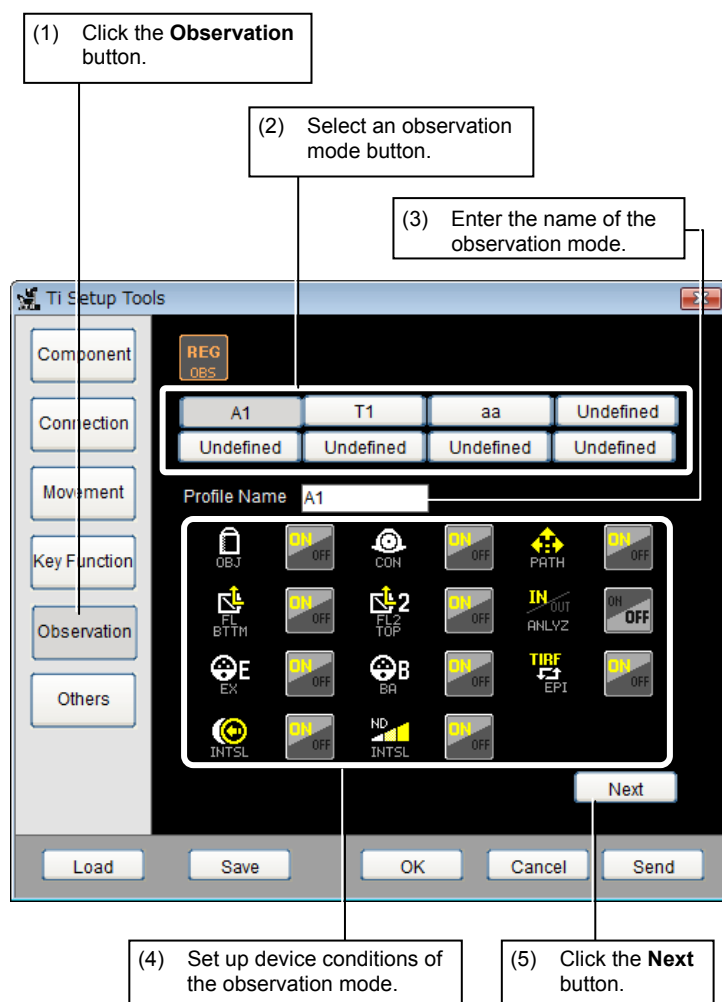 (1) Click the Observation
button.
(2) Select an observation
mode button.
(3) Enter the name of the
observation mode.
Ti Setup Tools
Component
Connection
Movement
Key Function
Observation
Others
REG
OBS
A1 T1 aa Undefined
Undefined Undefined Undefined Undefined
Profile Name A1
OBJ ON OFF CON ON OFF PATH ON OFF
FL BTTM ON OFF 2 FL2 TOP ON OFF IN OUT ANLYZ ON OFF
E EX ON OFF B BA ON OFF TIRF EPI ON OFF
INTSL ON OFF ND INTSL ON OFF
Next
Load Save OK Cancel Send
(4) Set up device conditions of
the observation mode.
(5) Click the Next
button.